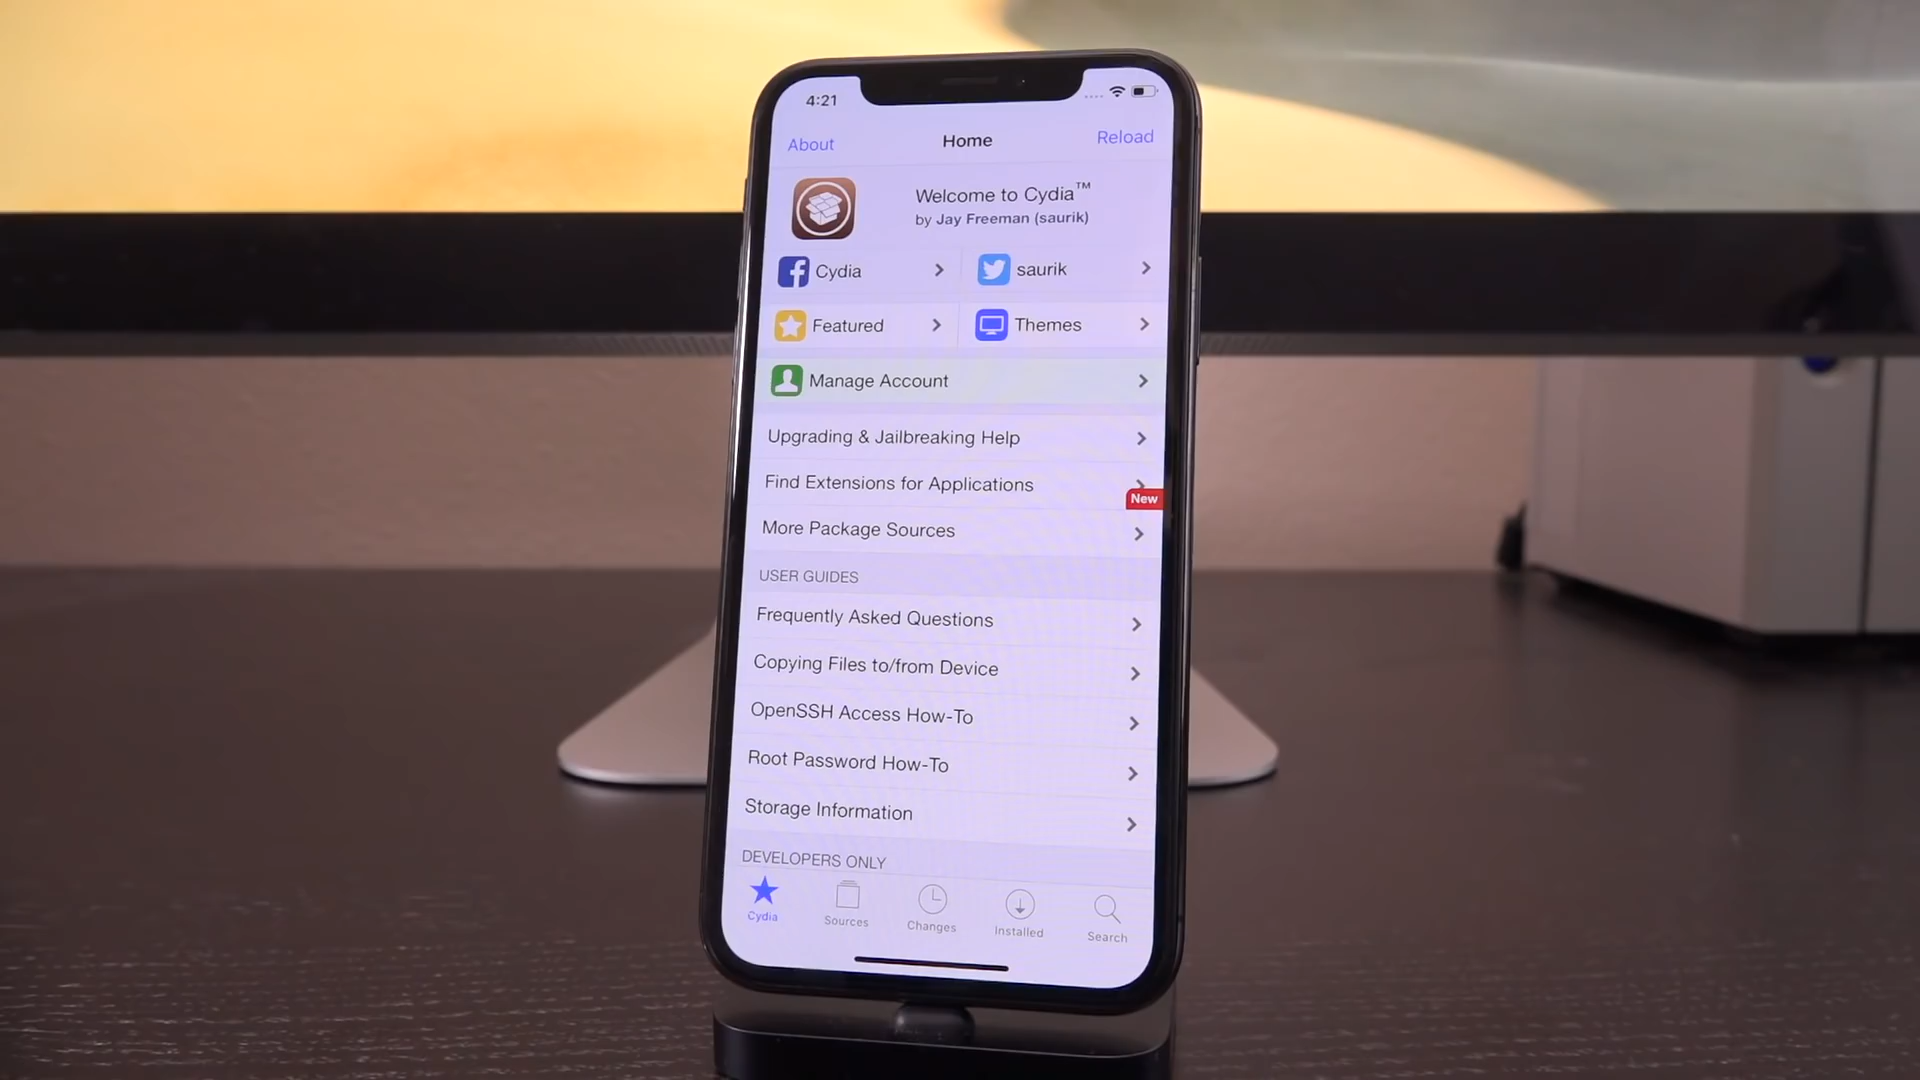 4:21
About Home Reload
Welcome to Cydia™
by Jay Freeman (saurik)
Cydia saurik
Featured Themes
Manage Account
Upgrading & Jailbreaking Help
Find Extensions for Applications
New
More Package Sources
USER GUIDES
Frequently Asked Questions
Copying Files to/from Device
OpenSSH Access How-To
Root Password How-To
Storage Information
DEVELOPERS ONLY
Cydia Sources Changes Installed Search